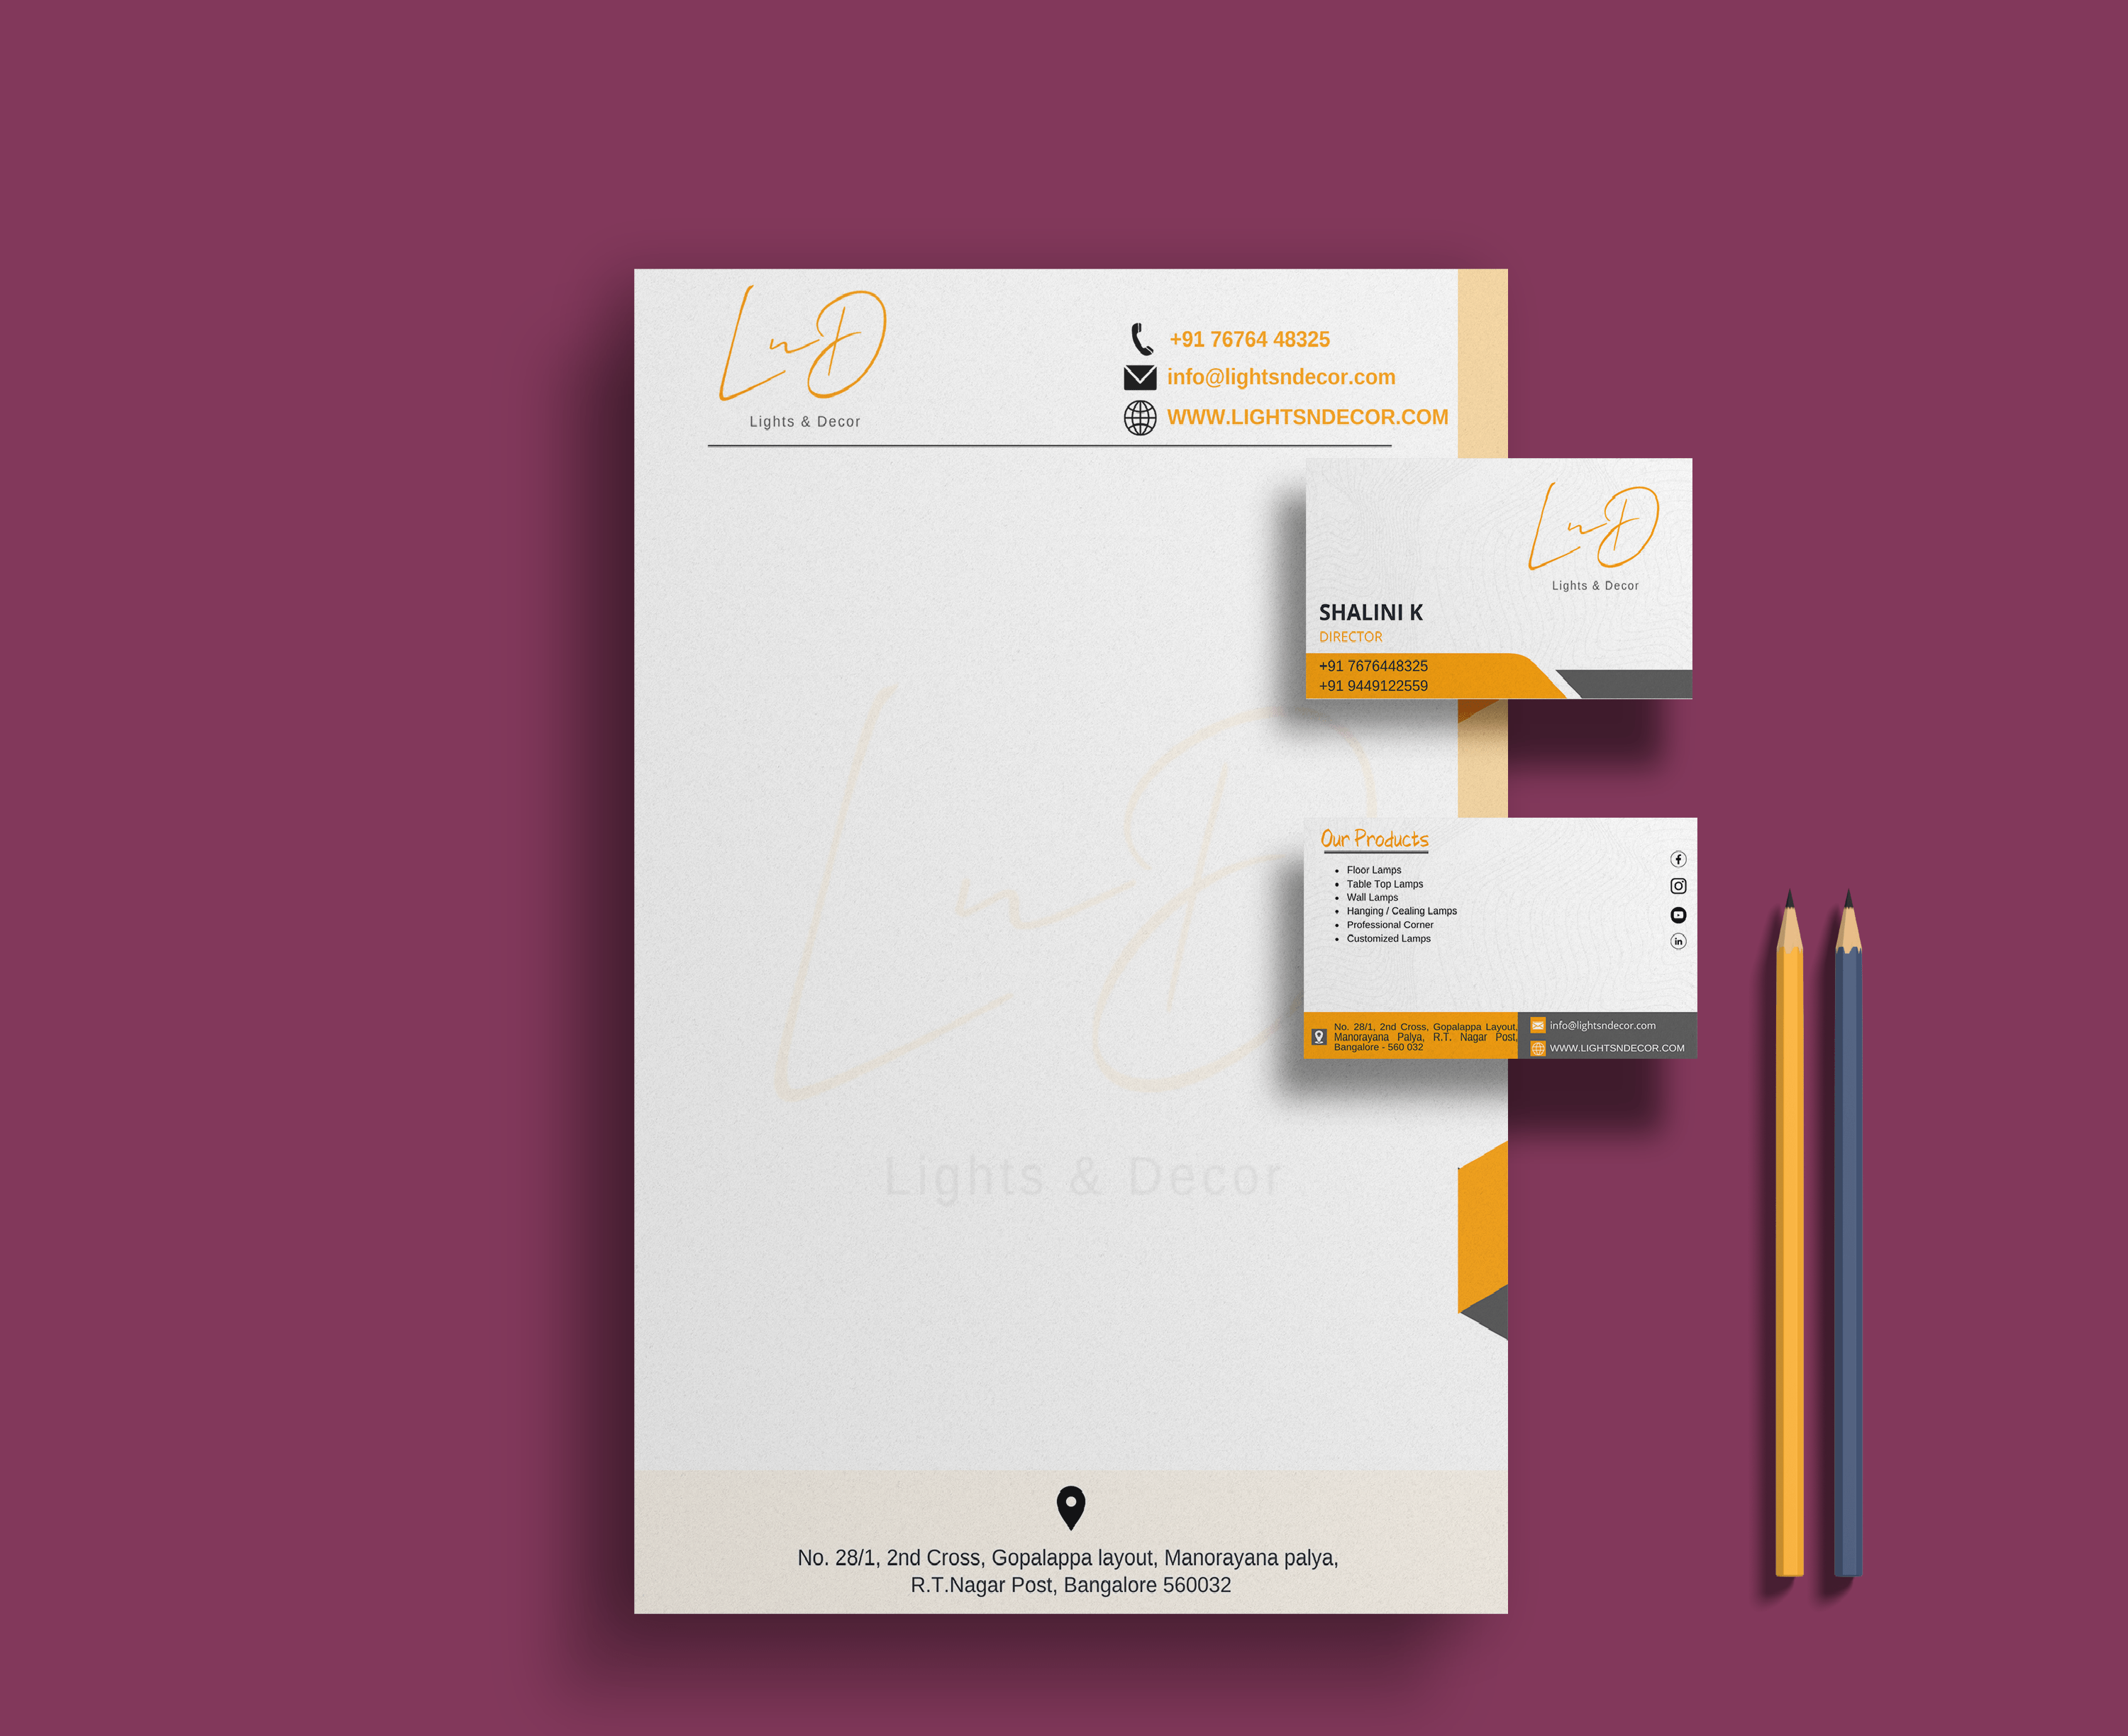 LnD
Lights & Decor
+91 76764 48325
info@lightsndecor.com
WWW.LIGHTSNDECOR.COM
LnD
Lights & Decor
SHALINI K
DIRECTOR
+91 7676448325
+91 9449122559
LnD
Lights & Decor
Our Products
Floor Lamps
Table Top Lamps
Wall Lamps
Hanging / Cealing Lamps
Professional Corner
Customized Lamps
No. 28/1, 2nd Cross, Gopalappa Layout,
Manorayana Palya, R.T. Nagar Post,
Bangalore - 560 032
info@lightsndecor.com
WWW.LIGHTSNDECOR.COM
No. 28/1, 2nd Cross, Gopalappa layout, Manorayana palya,
R.T.Nagar Post, Bangalore 560032